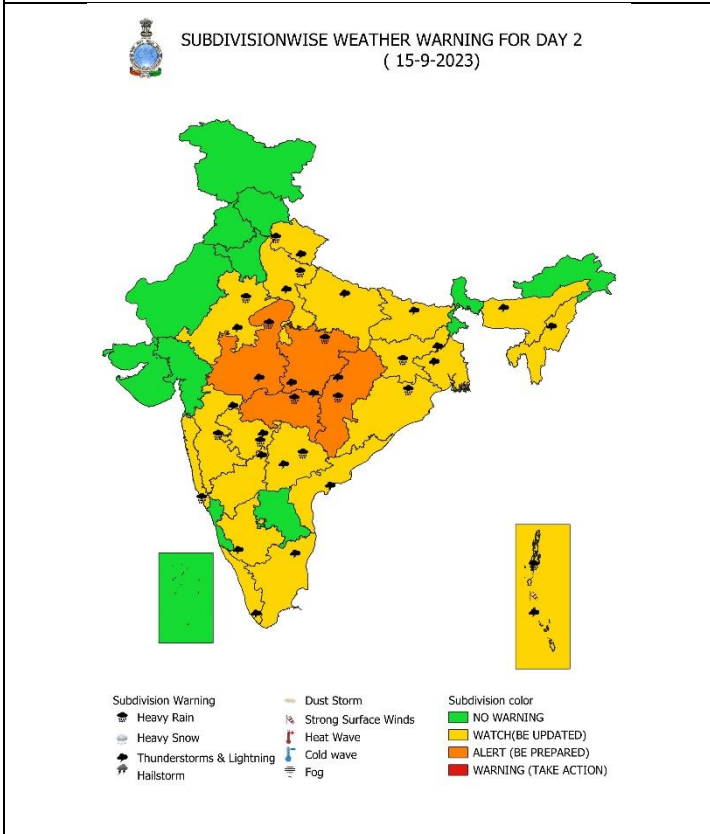 SUBDIVISIONWISE WEATHER WARNING FOR DAY 2
( 15-9-2023)
Subdivision Warning
Heavy Rain
Heavy Snow
Thunderstorms & Lightning
Hailstorm
Dust Storm
Strong Surface Winds
Heat Wave
Cold wave
Fog
Subdivision color
NO WARNING
WATCH(BE UPDATED)
ALERT (BE PREPARED)
WARNING (TAKE ACTION)